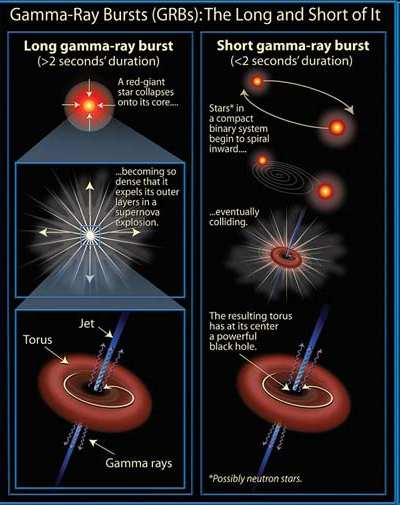 Gamma-Ray Bursts (GRBs): The Long and Short of It
Long gamma-ray burst
(>2 seconds' duration)
A red-giant
star collapses
onto its core....
...becoming so
dense that it
expels its outer
layers in a
supernova
explosion.
Jet
Torus
Gamma rays
Short gamma-ray burst
(<2 seconds' duration)
Stars* in
a compact
binary system
begin to spiral
inward....
...eventually
colliding.
The resulting torus
has at its center
a powerful
black hole.
*Possibly neutron stars.